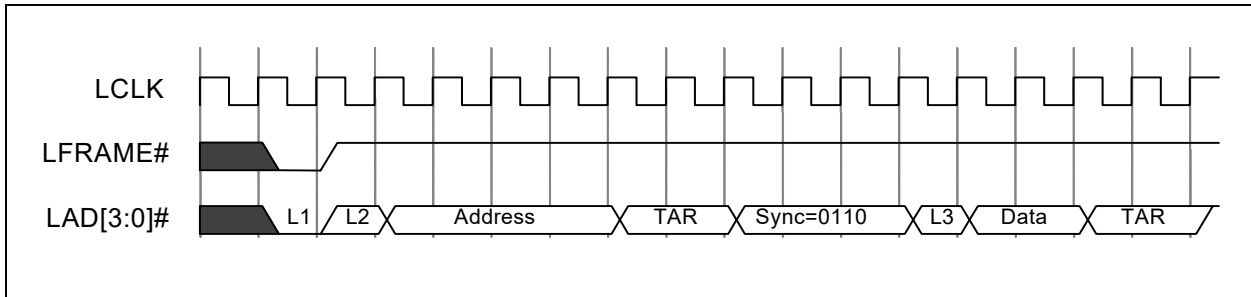 LCLK
LFRAME#
LAD[3:0]# L1 L2 Address TAR Sync=0110 L3 Data TAR